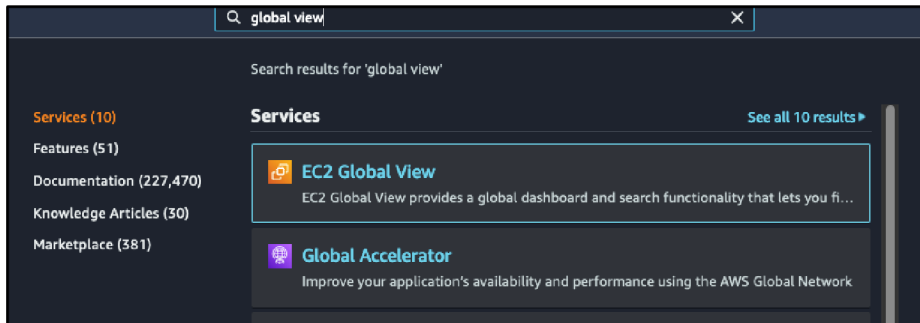 global view
Search results for 'global view'
Services (10)
Features (51)
Documentation (227,470)
Knowledge Articles (30)
Marketplace (381)
Services
See all 10 results
EC2 Global View
EC2 Global View provides a global dashboard and search functionality that lets you fi...
Global Accelerator
Improve your application's availability and performance using the AWS Global Network